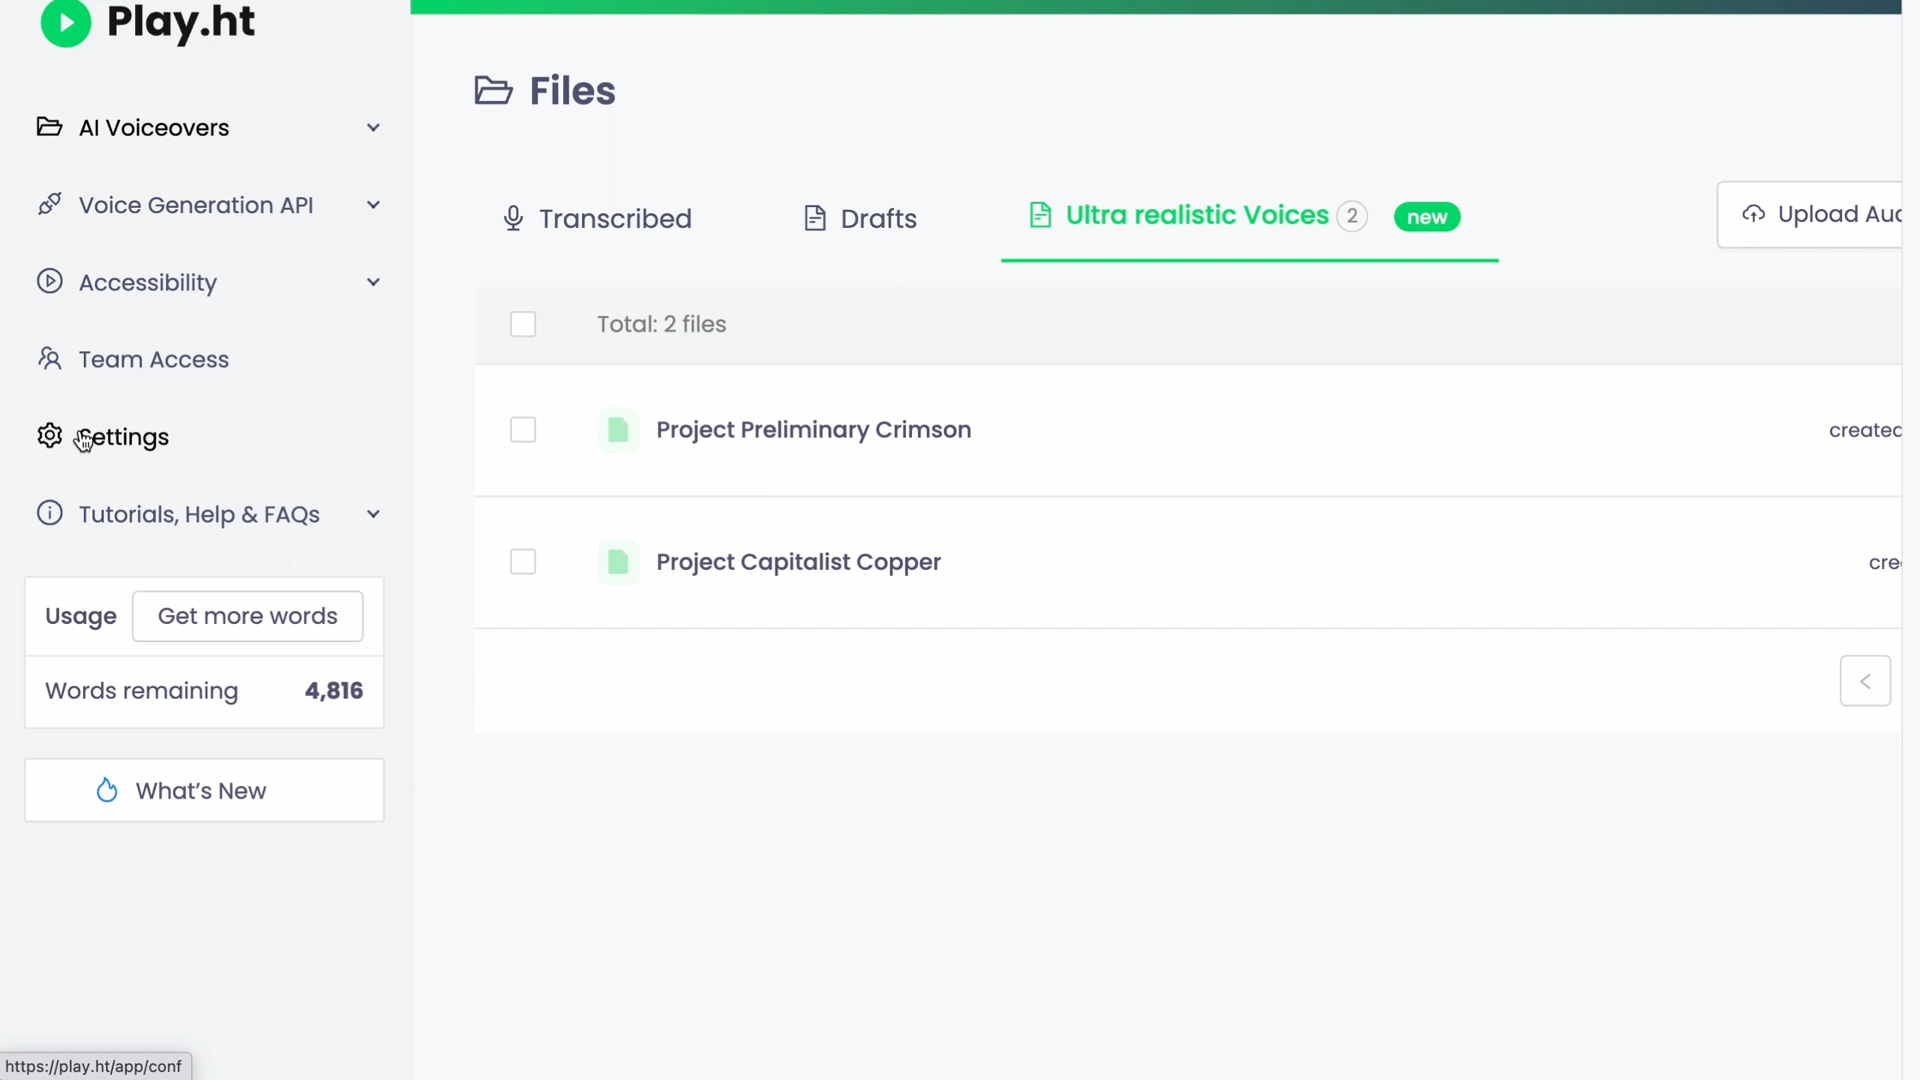 Play.ht
AI Voiceovers
Voice Generation API
Accessibility
Team Access
Settings
Tutorials, Help & FAQs
Usage
Get more words
Words remaining
4,816
What's New
https://play.ht/app/conf
Files
Transcribed
Drafts
Ultra realistic Voices 2
new
Upload Auc
Total: 2 files
Project Preliminary Crimson
created
Project Capitalist Copper
cre